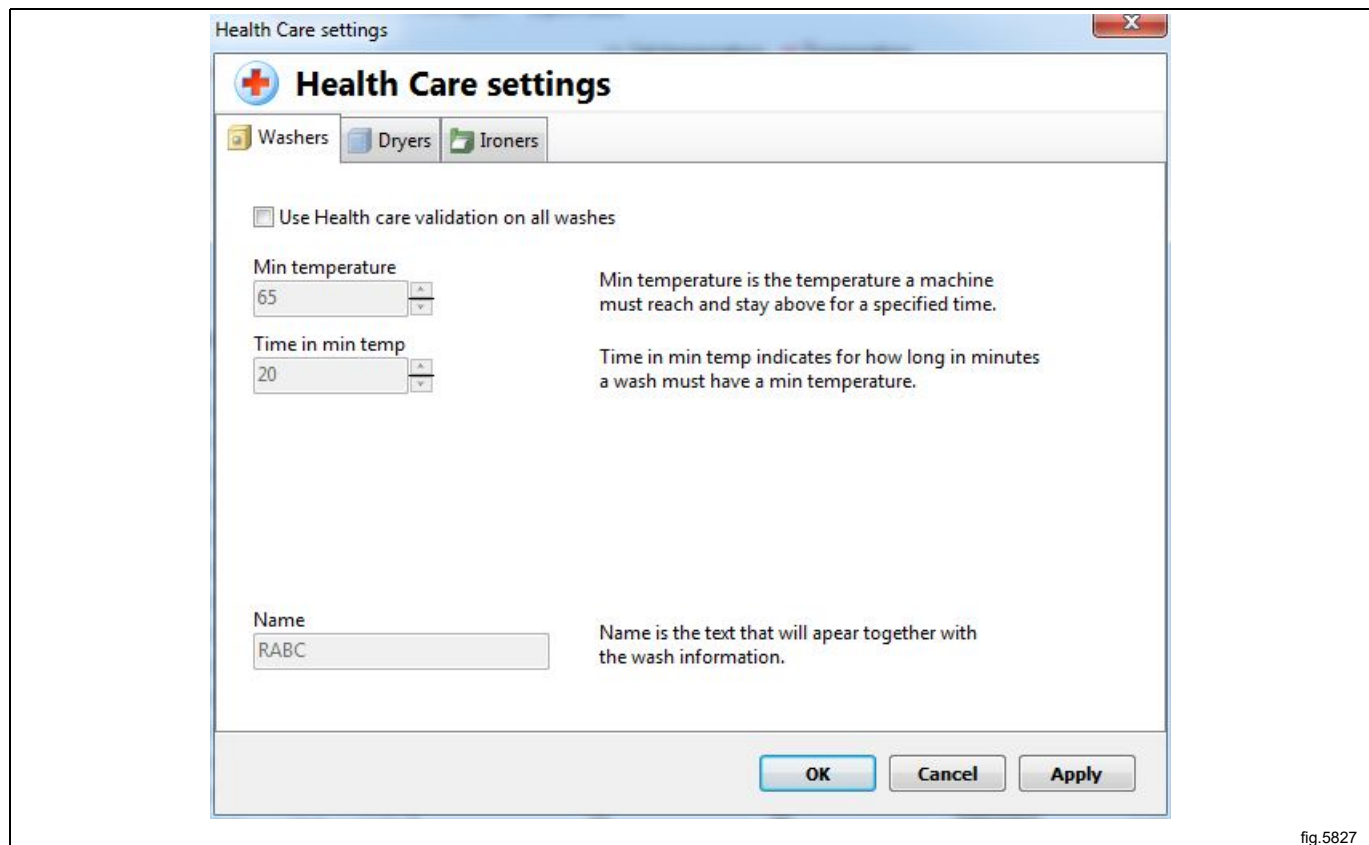 Health Care settings
Health Care settings
Washers Dryers Ironers
Use Health care validation on all washes
Min temperature
65
Min temperature is the temperature a machine
must reach and stay above for a specified time.
Time in min temp
20
Time in min temp indicates for how long in minutes
a wash must have a min temperature.
Name
RABC
Name is the text that will apear together with
the wash information.
OK Cancel Apply
fig.5827